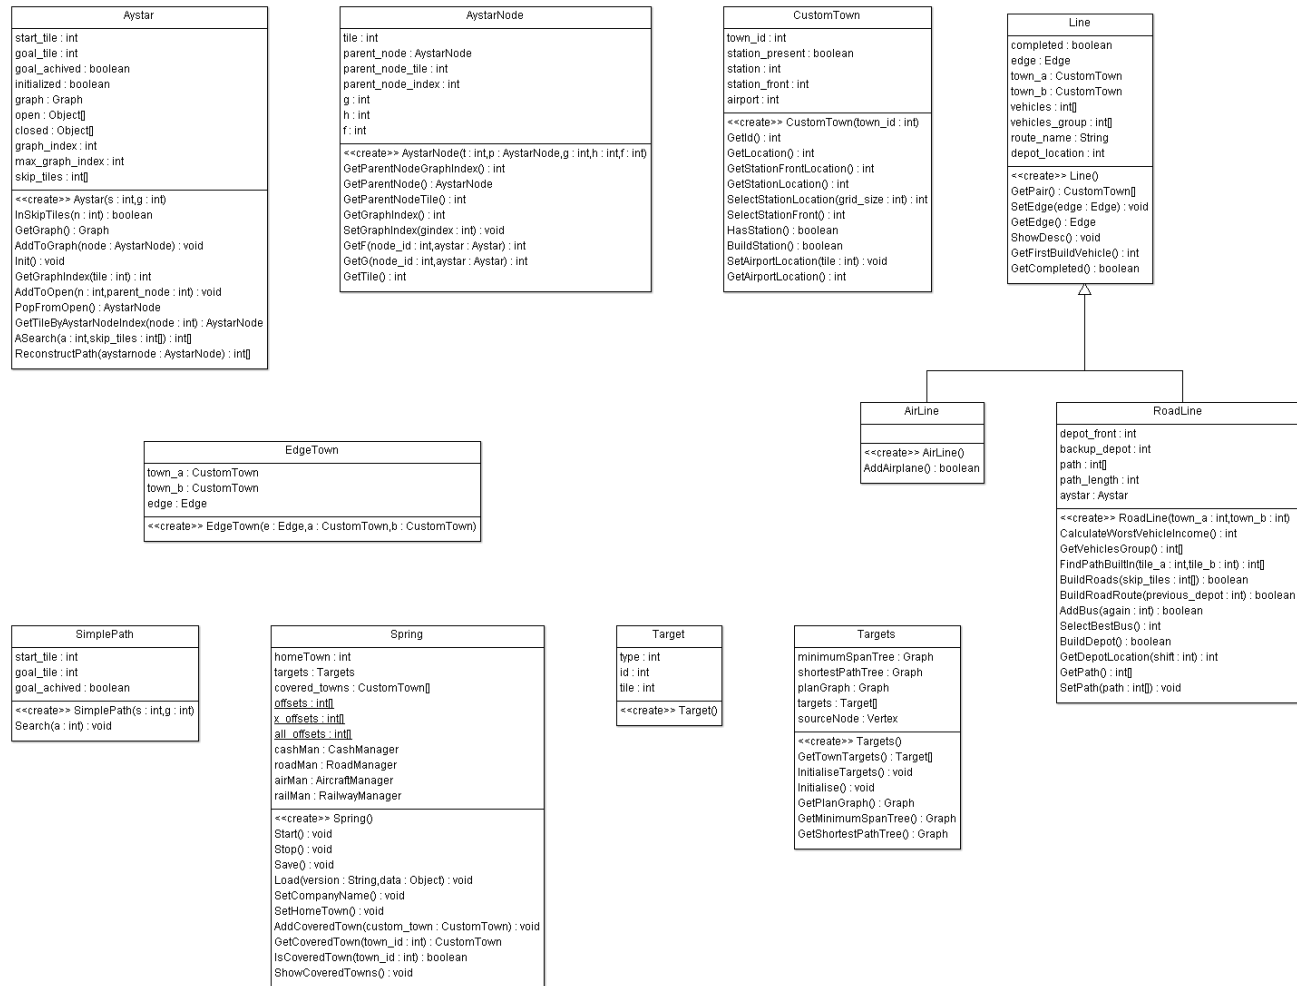 Aystar
start_tile : int
goal_tile : int
goal_achived : boolean
initialized : boolean
graph : Graph
open : Object[]
closed : Object[]
graph_index : int
max_graph_index : int
skip_tiles : int[]
<<create>> Aystar(s : int,g : int)
InSkipTiles(n : int) : boolean
GetGraph() : Graph
AddToGraph(node : AystarNode) : void
Init() : void
GetGraphIndex(tile : int) : int
AddToOpen(n : int,parent_node : int) : void
PopFromOpen() : AystarNode
GetTileByAystarNodeIndex(node : int) : AystarNode
ASearch(a : int,skip_tiles : int[]) : int[]
ReconstructPath(aystarnode : AystarNode) : int[]
AystarNode
tile : int
parent_node : AystarNode
parent_node_tile : int
parent_node_index : int
g : int
h : int
f : int
<<create>> AystarNode(t : int,p : AystarNode,g : int,h : int,f : int)
GetParentNodeGraphIndex() : int
GetParentNode() : AystarNode
GetParentNodeTile() : int
GetGraphIndex() : int
SetGraphIndex(gindex : int) : void
GetF(node_id : int,aystar : Aystar) : int
GetG(node_id : int,aystar : Aystar) : int
GetTile() : int
CustomTown
town_id : int
station_present : boolean
station : int
station_front : int
airport : int
<<create>> CustomTown(town_id : int)
GetId() : int
GetLocation() : int
GetStationFrontLocation() : int
GetStationLocation() : int
SelectStationLocation(grid_size : int) : int
SelectStationFront() : int
HasStation() : boolean
BuildStation() : boolean
SetAirportLocation(tile : int) : void
GetAirportLocation() : int
Line
completed : boolean
edge : Edge
town_a : CustomTown
town_b : CustomTown
vehicles : int[]
vehicles_group : int[]
route_name : String
depot_location : int
<<create>> Line()
GetPair() : CustomTown[]
SetEdge(edge : Edge) : void
GetEdge() : Edge
ShowDesc() : void
GetFirstBuildVehicle() : int
GetCompleted() : boolean
AirLine
<<create>> AirLine()
AddAirplane() : boolean
RoadLine
depot_front : int
backup_depot : int
path : int[]
path_length : int
aystar : Aystar
<<create>> RoadLine(town_a : int,town_b : int)
CalculateWorstVehicleIncome() : int
GetVehiclesGroup() : int[]
FindPathBuiltIn(tile_a : int,tile_b : int) : int[]
BuildRoads(skip_tiles : int[]) : boolean
BuildRoadRoute(previous_depot : int) : boolean
AddBus(again : int) : boolean
SelectBestBus() : int
BuildDepot() : boolean
GetDepotLocation(shift : int) : int
GetPath() : int[]
SetPath(path : int[]) : void
EdgeTown
town_a : CustomTown
town_b : CustomTown
edge : Edge
<<create>> EdgeTown(e : Edge,a : CustomTown,b : CustomTown)
SimplePath
start_tile : int
goal_tile : int
goal_achived : boolean
<<create>> SimplePath(s : int,g : int)
Search(a : int) : void
Spring
homeTown : int
targets : Targets
covered_towns : CustomTown[]
offsets : int[]
x_offsets : int[]
all_offsets : int[]
cashMan : CashManager
roadMan : RoadManager
airMan : AircraftManager
railMan : RailwayManager
<<create>> Spring()
Start() : void
Stop() : void
Save() : void
Load(version : String,data : Object) : void
SetCompanyName() : void
SetHomeTown() : void
AddCoveredTown(custom_town : CustomTown) : void
GetCoveredTown(town_id : int) : CustomTown
IsCoveredTown(town_id : int) : boolean
ShowCoveredTowns() : void
Target
type : int
id : int
tile : int
<<create>> Target()
Targets
minimumSpanTree : Graph
shortestPathTree : Graph
planGraph : Graph
targets : Target[]
sourceNode : Vertex
<<create>> Targets()
GetTownTargets() : Target[]
InitialiseTargets() : void
Initialise() : void
GetPlanGraph() : Graph
GetMinimumSpanTree() : Graph
GetShortestPathTree() : Graph